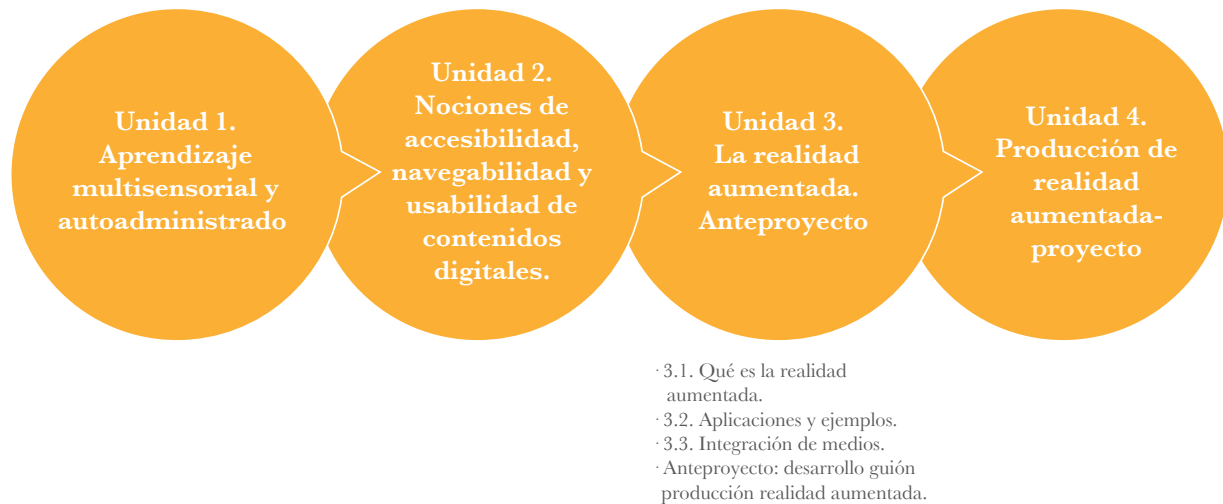 Unidad 1.
Aprendizaje
multisensorial y
autoadministrado
Unidad 2.
Nociones de
accesibilidad,
navegabilidad y
usabilidad de
contenidos
digitales.
Unidad 3.
La realidad
aumentada.
Anteproyecto
Unidad 4.
Producción de
realidad
aumentada-
proyecto
· 3.1. Qué es la realidad
aumentada.
· 3.2. Aplicaciones y ejemplos.
· 3.3. Integración de medios.
· Anteproyecto: desarrollo guión
producción realidad aumentada.